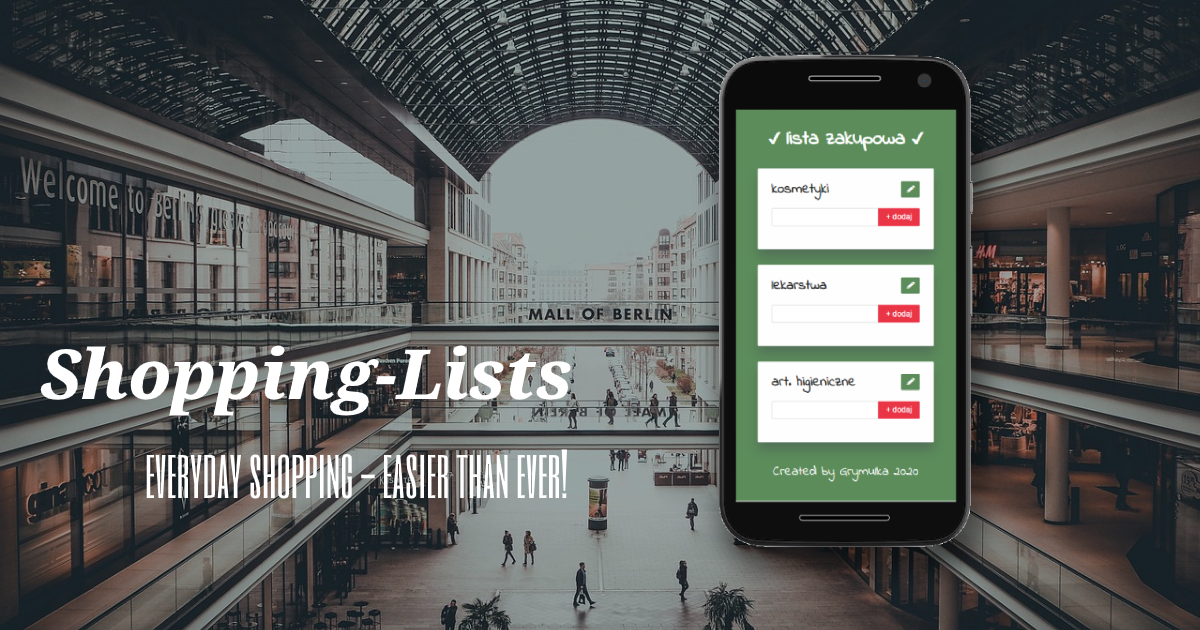 Welcome to
MALL OF BERLIN
H&M
Shopping-Lists
EVERYDAY SHOPPING – EASIER THAN EVER!
✓ lista zakupowa ✓
kosmetyki
+ dodaj
lekarstwa
+ dodaj
art. higieniczne
+ dodaj
Created by Grymulka 2020